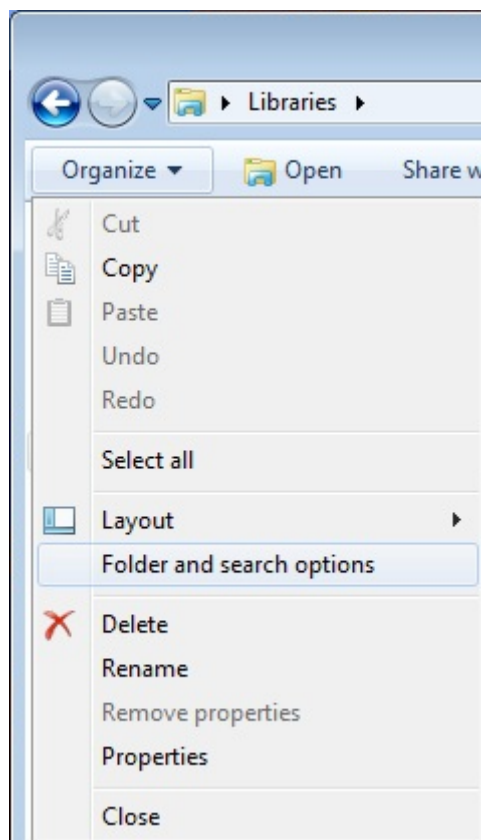 Libraries
Organize Open Share w
Cut
Copy
Paste
Undo
Redo
Select all
Layout
Folder and search options
Delete
Rename
Remove properties
Properties
Close